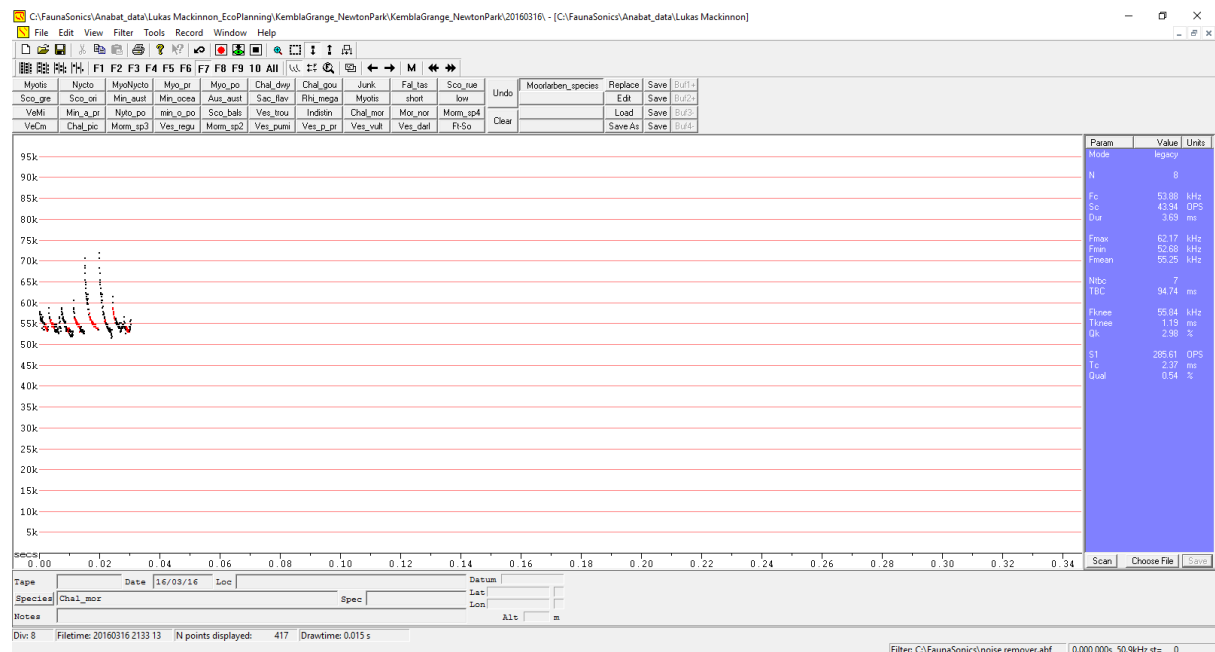 C:\FaunaSonics\Anabat_data\Lukas Mackinnon_EcoPlanning\KemblaGrange_NewtonPark\KemblaGrange_NewtonPark\20160316\ - [C:\FaunaSonics\Anabat_data\Lukas Mackinnon]
File Edit View Filter Tools Record Window Help
F1 F2 F3 F4 F5 F6 F7 F8 F9 10 All M
Myotis Nycto MyoNycto Myo_pr Myo_po Chal_dwy Chal_gou Junk Fal_tas Sco_rue Undo Moorlarben_species Replace Save Buf1+
Sco_gre Sco_ori Min_aust Min_ocea Aus_aust Sac_flav Rhi_mega Myotis short low Edit Save Buf2+
VeMi Min_a_pr Nyto_po min_o_po Sco_bals Ves_trou Indistin Chal_mor Mor_nor Morm_sp4 Clear Load Save Buf3-
VeCm Chal_pic Morm_sp3 Ves_regu Morm_sp2 Ves_pumi Ves_p_pr Ves_vult Ves_darl Ft-So Save As Save Buf4-
Param Value Units
Mode legacy
N 8
Fc 53.88 kHz
Sc 43.94 OPS
Dur 3.69 ms
Fmax 62.17 kHz
Fmin 52.68 kHz
Fmean 55.25 kHz
Ntbc 7
TBC 94.74 ms
Fknee 55.84 kHz
Tknee 1.19 ms
Qk 2.98 %
S1 285.61 OPS
Tc 2.37 ms
Qual 0.54 %
95k
90k
85k
80k
75k
70k
65k
60k
55k
50k
45k
40k
35k
30k
25k
20k
15k
10k
5k
secs
0.00 0.02 0.04 0.06 0.08 0.10 0.12 0.14 0.16 0.18 0.20 0.22 0.24 0.26 0.28 0.30 0.32 0.34
Scan Choose File Save
Tape Date 16/03/16 Loc Datum
Species Chal_mor Spec Lat
Lon
Notes Alt m
Div: 8 Filetime: 20160316 2133 13 N points displayed: 417 Drawtime: 0.015 s
Filter: C:\FaunaSonics\noise remover.abf 0.000,000s, 50.9kHz st= 0